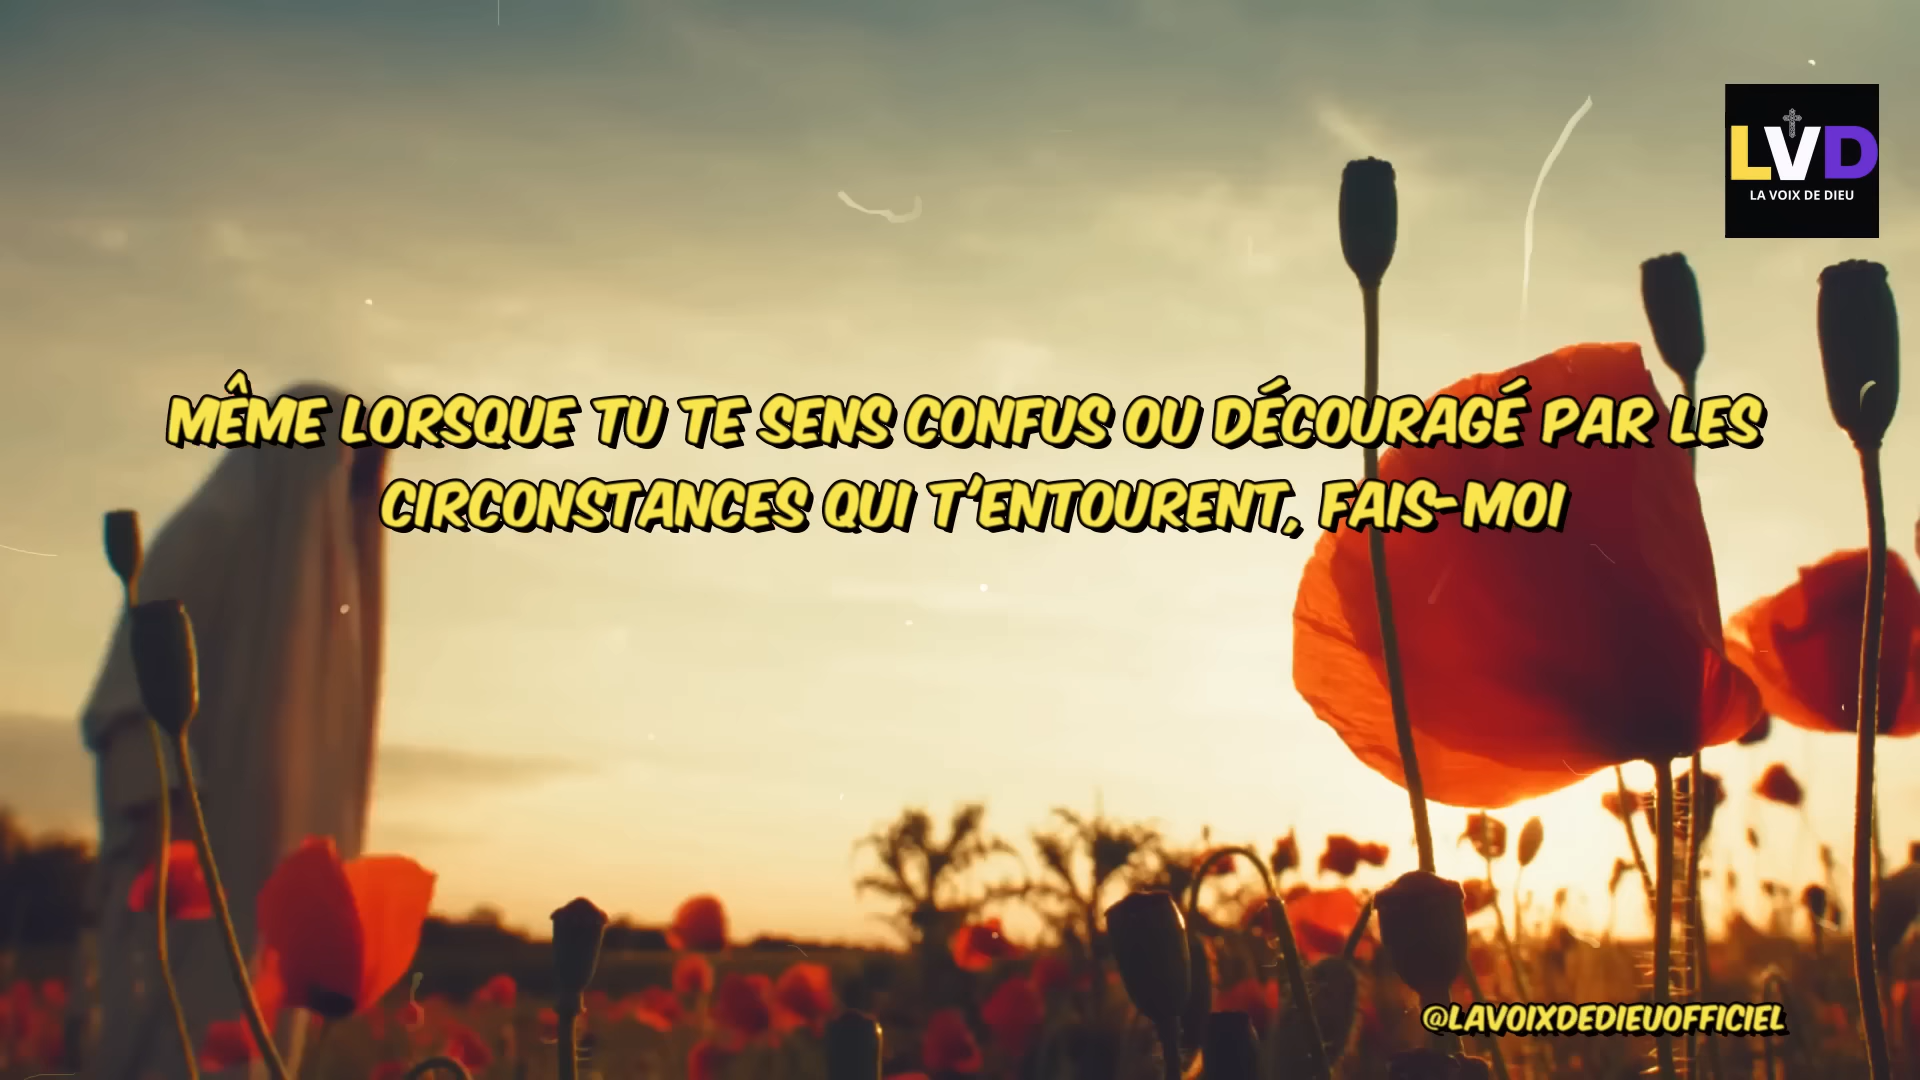 LVD
LA VOIX DE DIEU
MÊME LORSQUE TU TE SENS CONFUS OU DÉCOURAGÉ PAR LES
CIRCONSTANCES QUI T'ENTOURENT, FAIS-MOI
@LAVOIXDEDIEUOFFICIEL